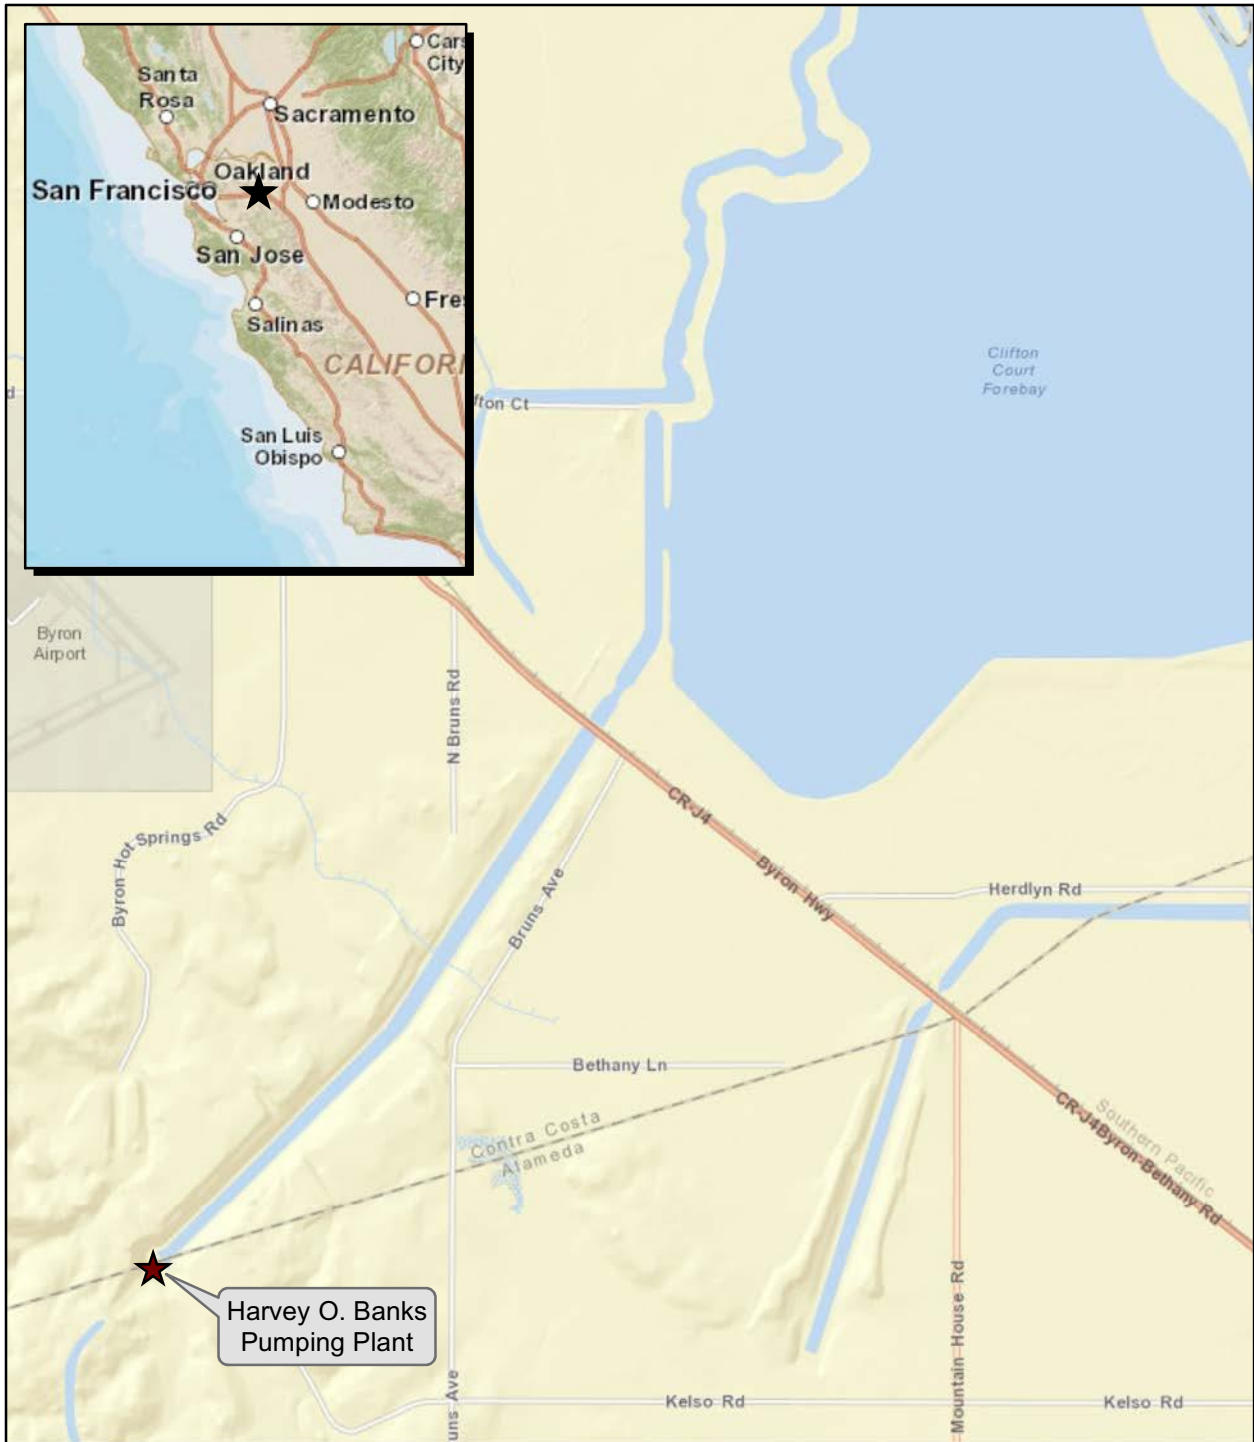 Santa
Rosa
Cars
City
Sacramento
Oakland
San Francisco
Modesto
San Jose
Fres
Salinas
CALIFORN
San Luis
Obispo
Clifton
Court
Forebay
d
fton Ct
Byron
Airport
N Bruns Rd
CR-J4
Byron Hot Springs Rd
Byron Hwy
Bruns Ave
Herdlyn Rd
Bethany Ln
Contra Costa
Alameda
Southern Pacific
CR-J4Byron-Bethany Rd
Harvey O. Banks
Pumping Plant
Mountain House Rd
uns Ave
Kelso Rd
Kelso Rd